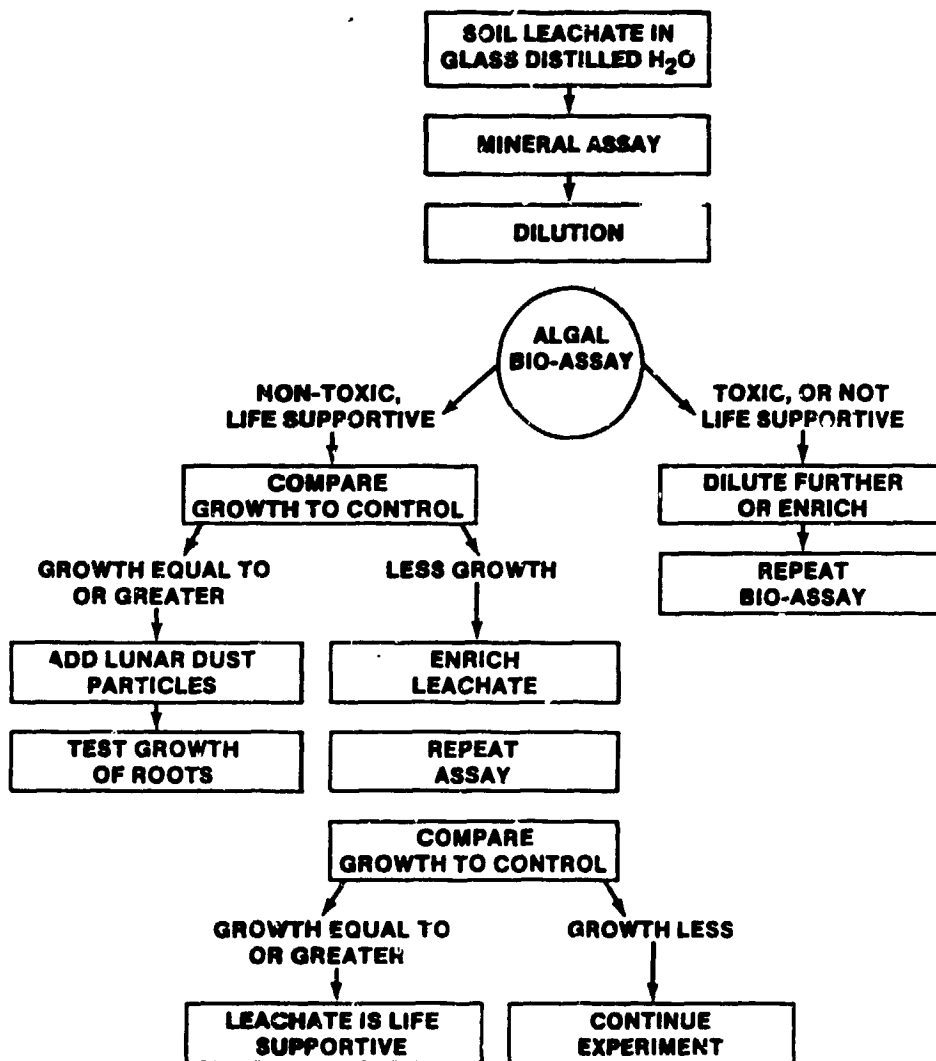 SOIL LEACHATE IN
GLASS DISTILLED H₂O
MINERAL ASSAY
DILUTION
ALGAL
BIO-ASSAY
NON-TOXIC,
LIFE SUPPORTIVE
TOXIC, OR NOT
LIFE SUPPORTIVE
COMPARE
GROWTH TO CONTROL
DILUTE FURTHER
OR ENRICH
GROWTH EQUAL TO
OR GREATER
LESS GROWTH
REPEAT
BIO-ASSAY
ADD LUNAR DUST
PARTICLES
ENRICH
LEACHATE
TEST GROWTH
OF ROOTS
REPEAT
ASSAY
COMPARE
GROWTH TO CONTROL
GROWTH EQUAL TO
OR GREATER
GROWTH LESS
LEACHATE IS LIFE
SUPPORTIVE
CONTINUE
EXPERIMENT